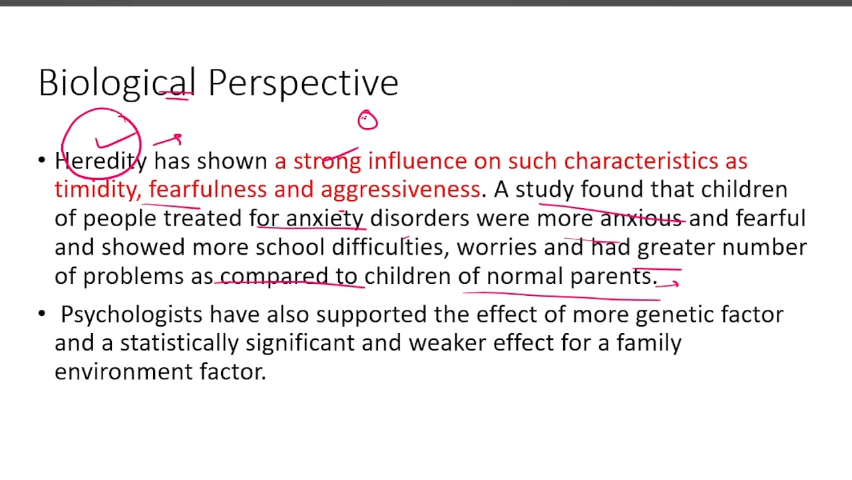 Biological Perspective
• Heredity has shown a strong influence on such characteristics as
timidity, fearfulness and aggressiveness. A study found that children
of people treated for anxiety disorders were more anxious and fearful
and showed more school difficulties, worries and had greater number
of problems as compared to children of normal parents.
• Psychologists have also supported the effect of more genetic factor
and a statistically significant and weaker effect for a family
environment factor.